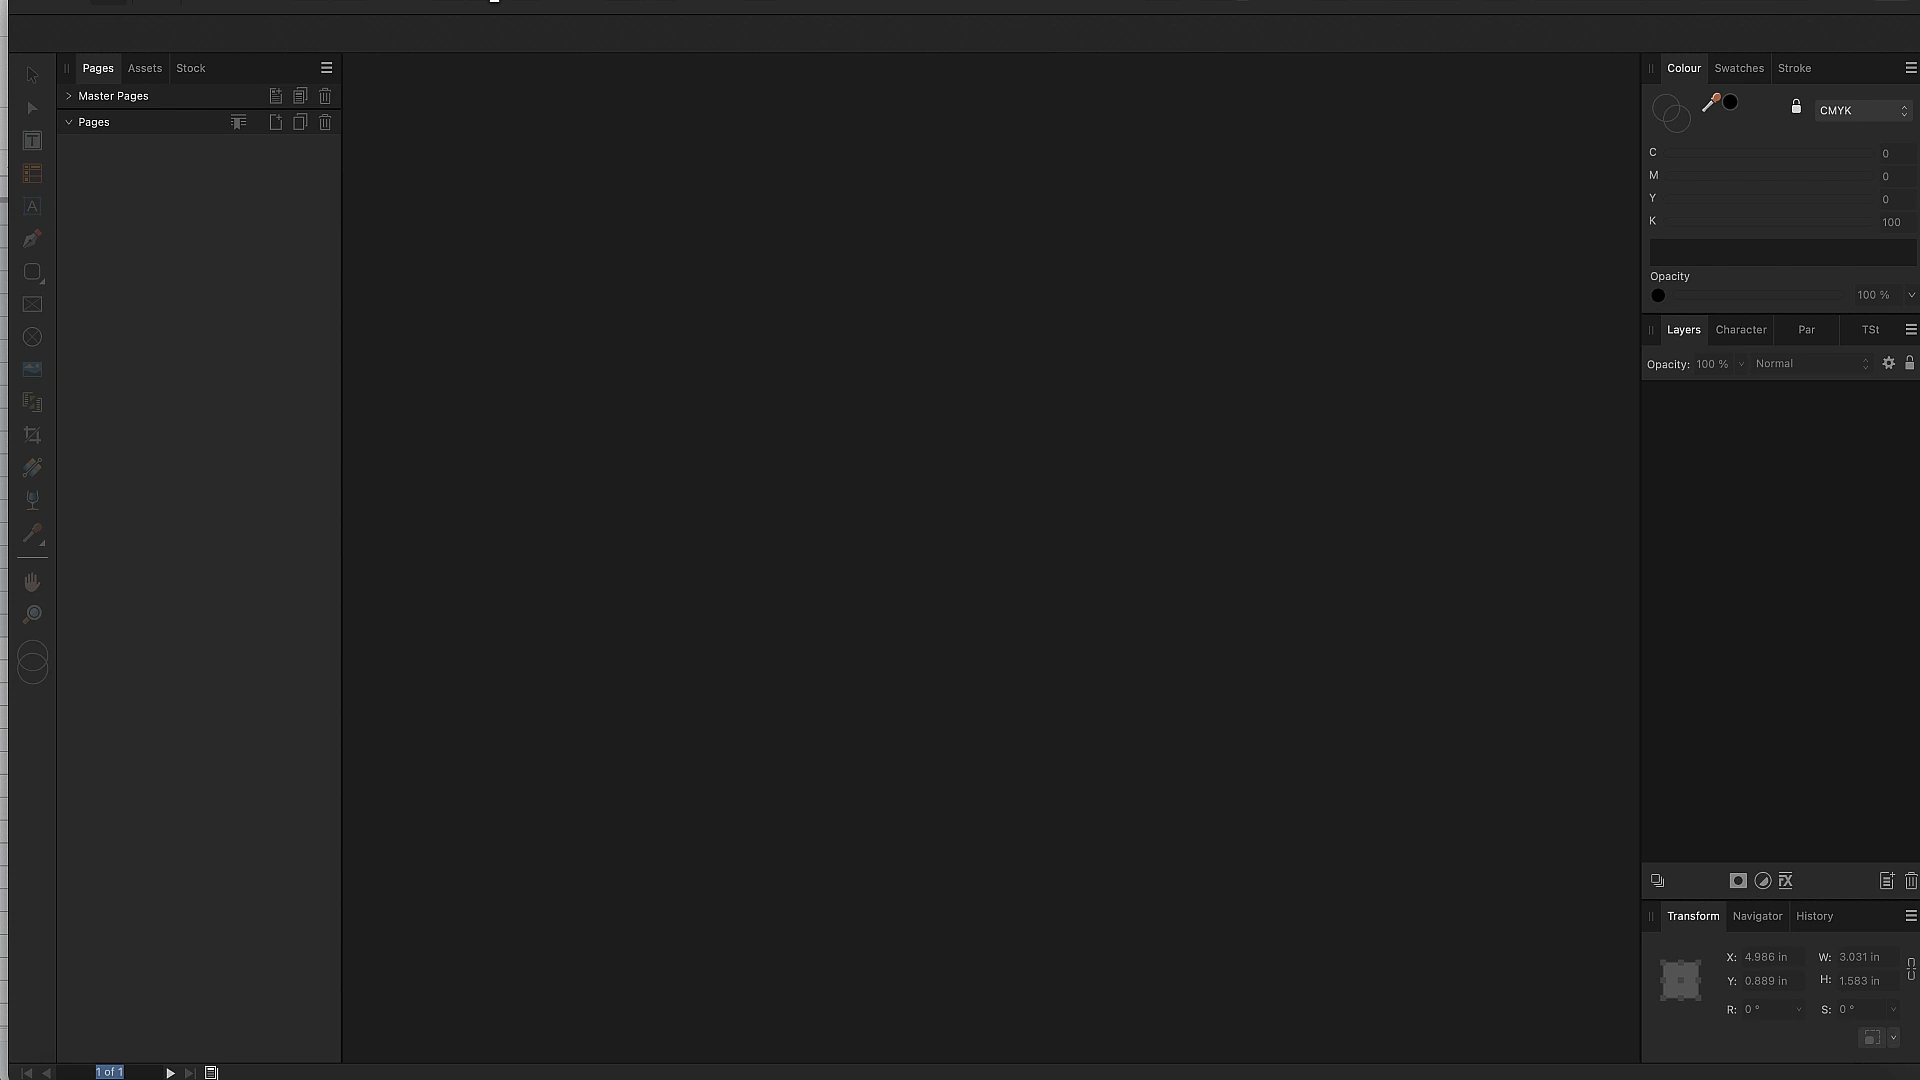 Pages Assets Stock
Master Pages
Pages
Colour Swatches Stroke
CMYK
C 0
M 0
Y 0
K 100
Opacity
100 %
Layers Character Par TSt
Opacity: 100 % Normal
FX
Transform Navigator History
X: 4.986 in W: 3.031 in
Y: 0.889 in H: 1.583 in
R: 0 ° S: 0 °
1 of 1